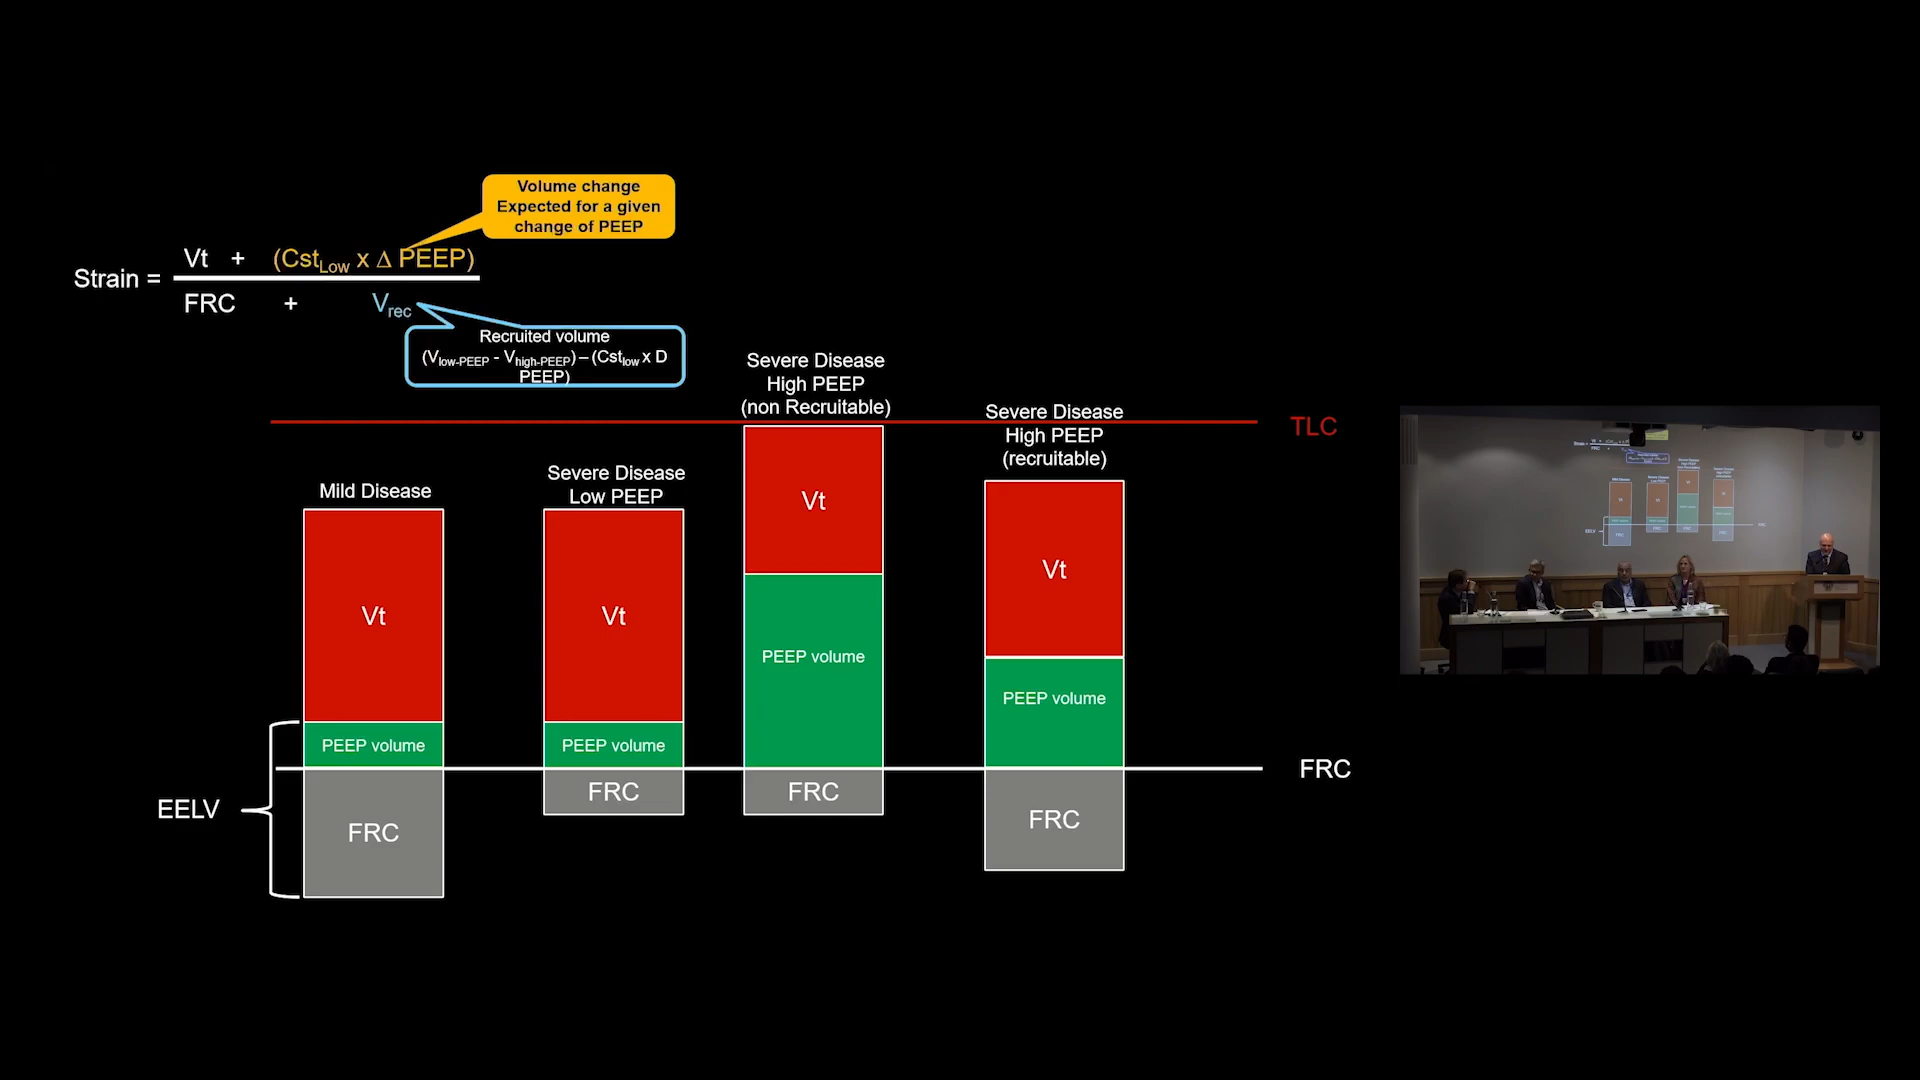 Volume change
Expected for a given
change of PEEP
Strain = Vt + (CstLow x Δ PEEP)
FRC + Vrec
Recruited volume
(Vlow-PEEP - Vhigh-PEEP) – (Cstlow x D
PEEP)
Severe Disease
High PEEP
(non Recruitable)
Severe Disease
High PEEP
(recruitable)
TLC
Severe Disease
Low PEEP
Mild Disease
Vt
Vt
Vt
Vt
PEEP volume
PEEP volume
PEEP volume
PEEP volume
FRC
FRC
FRC
FRC
FRC
EELV